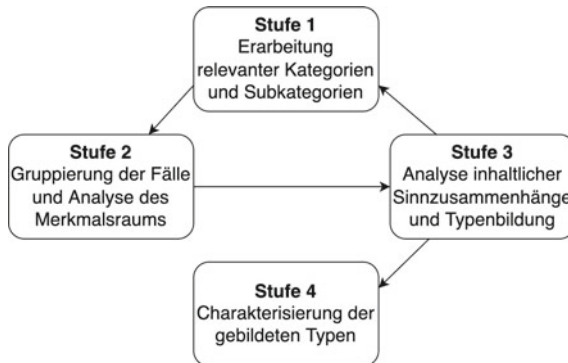 Stufe 1
Erarbeitung
relevanter Kategorien
und Subkategorien
Stufe 2
Gruppierung der Fälle
und Analyse des
Merkmalsraums
Stufe 3
Analyse inhaltlicher
Sinnzusammenhänge
und Typenbildung
Stufe 4
Charakterisierung der
gebildeten Typen